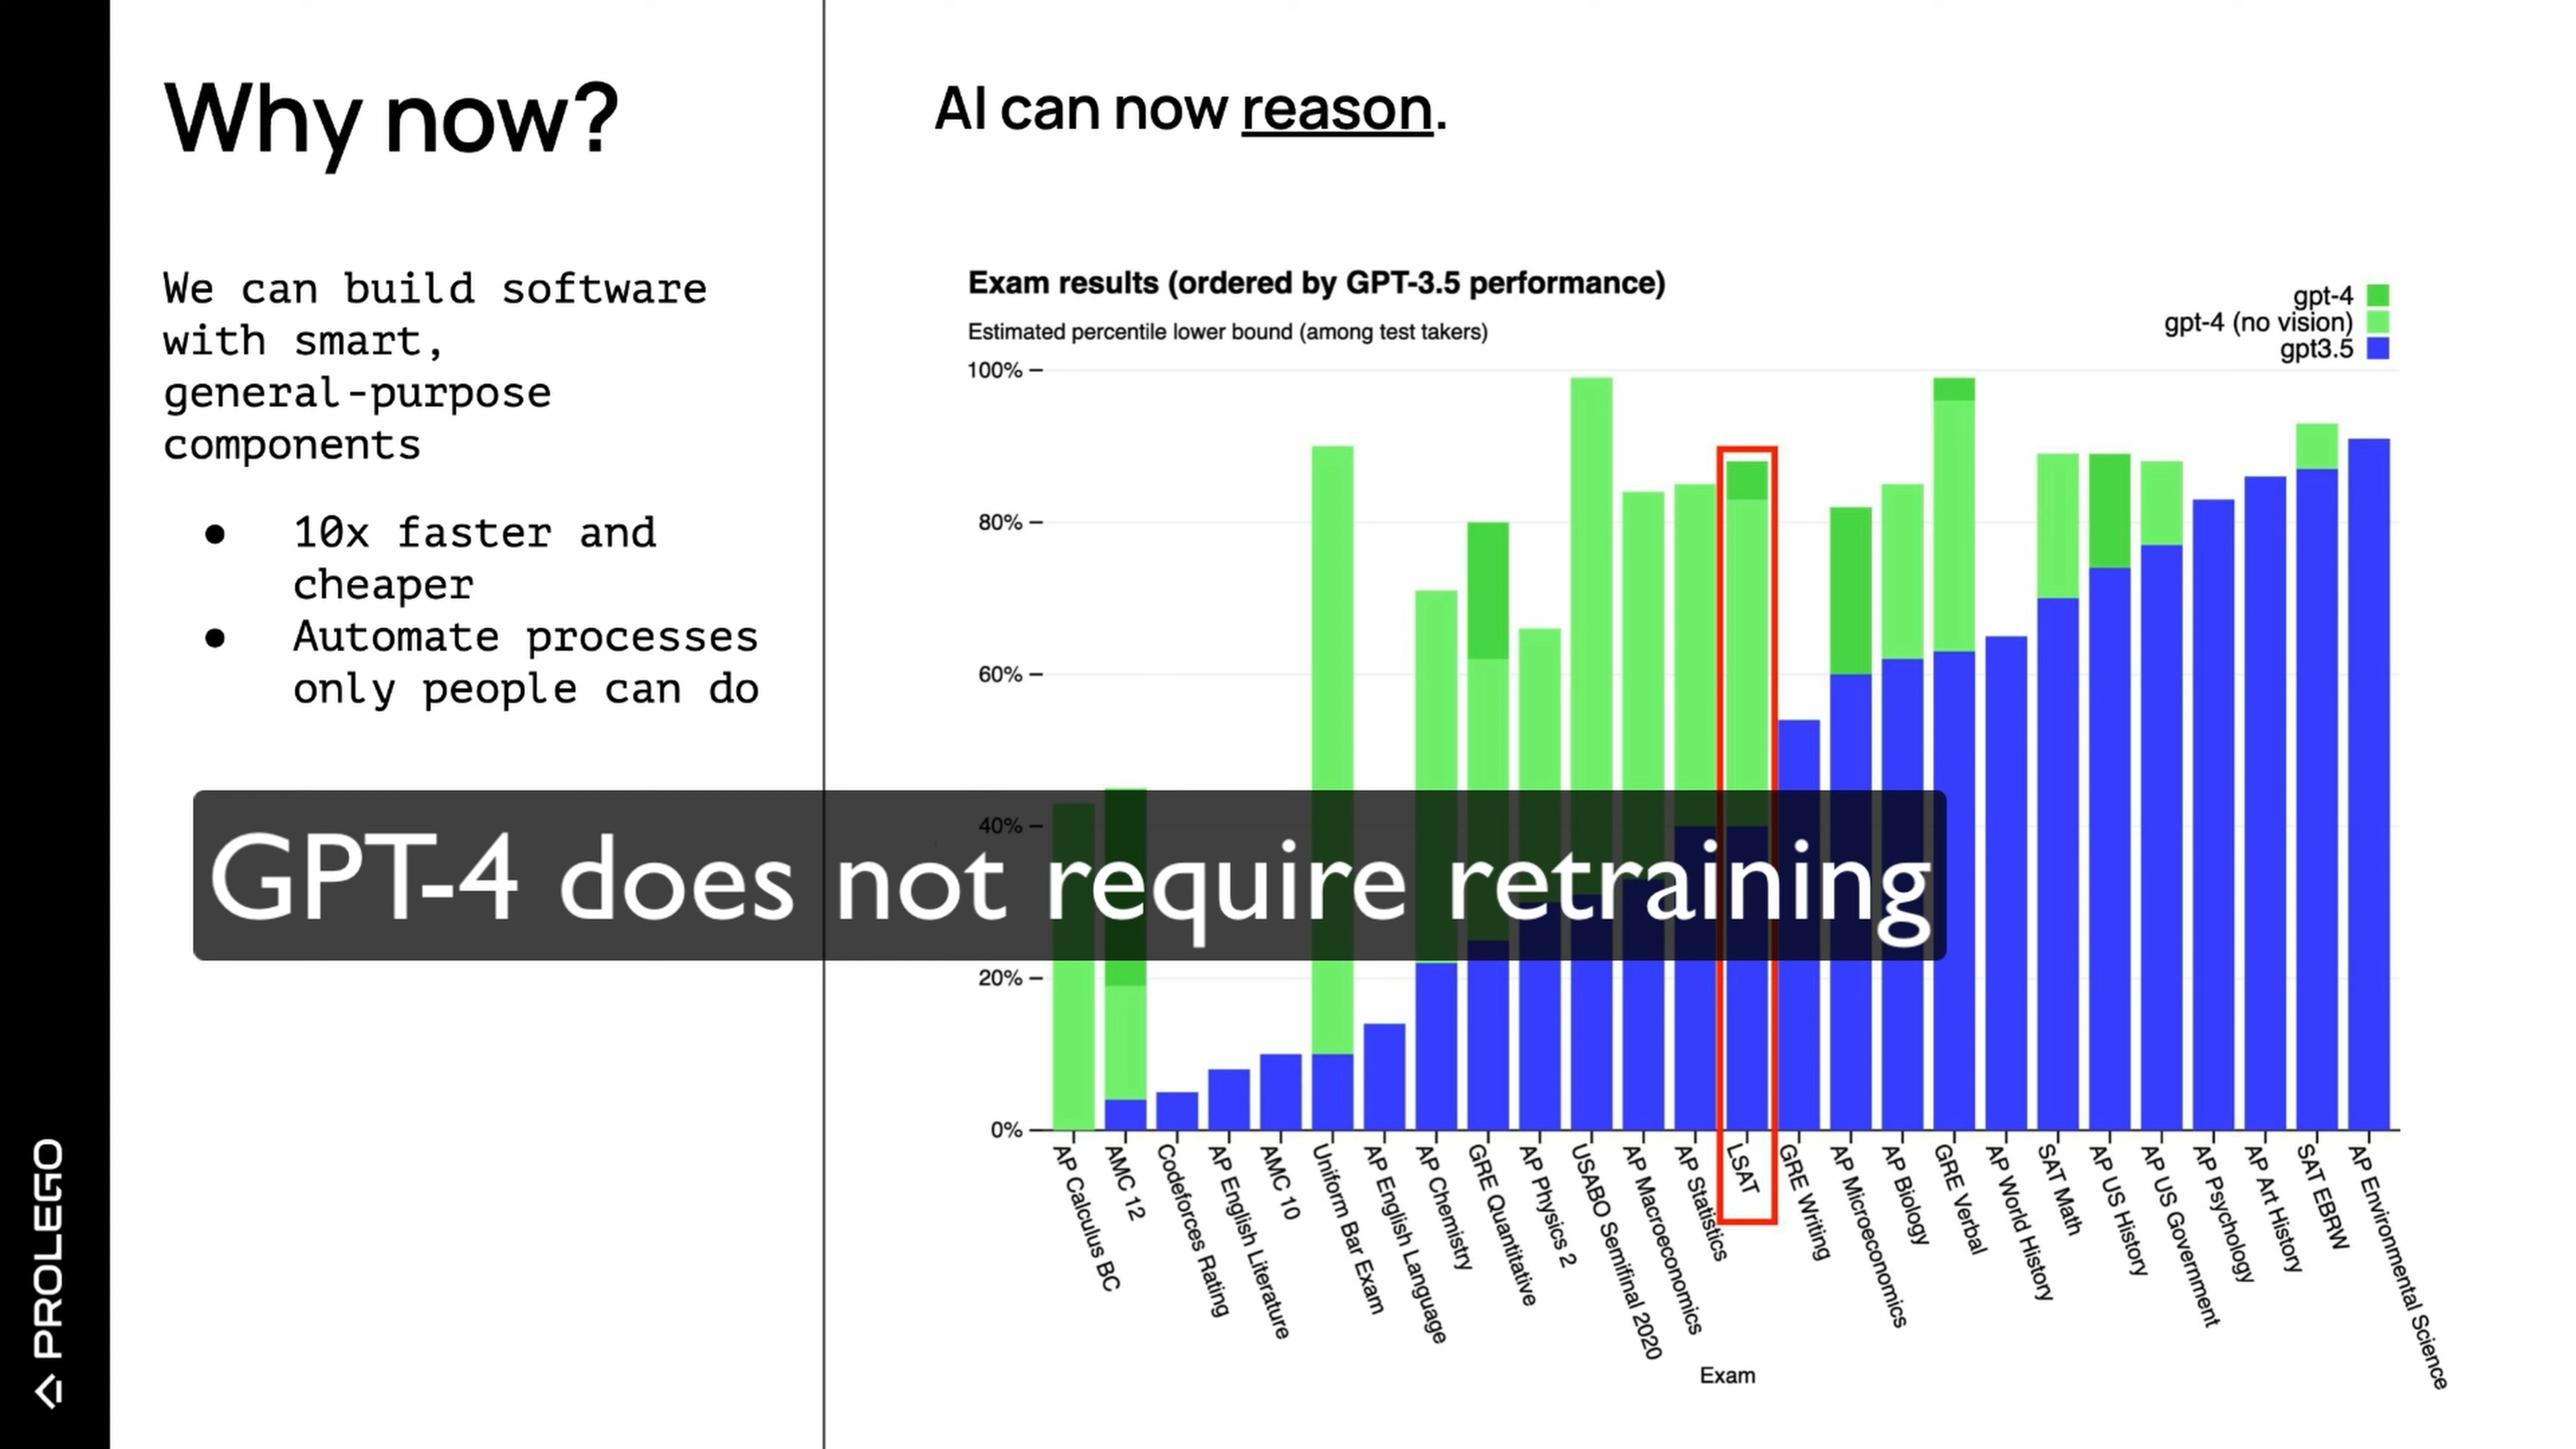 Why now?
We can build software
with smart,
general-purpose
components
● 10x faster and
cheaper
● Automate processes
only people can do
AI can now reason.
Exam results (ordered by GPT-3.5 performance)
Estimated percentile lower bound (among test takers)
gpt-4
gpt-4 (no vision)
gpt3.5
100%
80%
60%
40%
20%
0%
GPT-4 does not require retraining
AP Calculus BC
AMC 12
Codeforces Rating
AP English Literature
AMC 10
Uniform Bar Exam
AP English Language
AP Chemistry
GRE Quantitative
AP Physics 2
USABO Semifinal 2020
AP Macroeconomics
AP Statistics
LSAT
GRE Writing
AP Microeconomics
AP Biology
GRE Verbal
AP World History
SAT Math
AP US History
AP US Government
AP Psychology
AP Art History
SAT EBRW
AP Environmental Science
Exam
PROLEGO